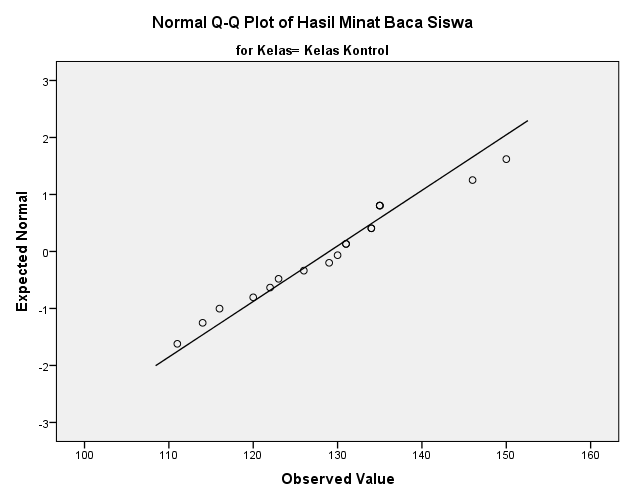 Normal Q-Q Plot of Hasil Minat Baca Siswa
for Kelas= Kelas Kontrol
3
2
1
0
-1
-2
-3
Expected Normal
100 110 120 130 140 150 160
Observed Value